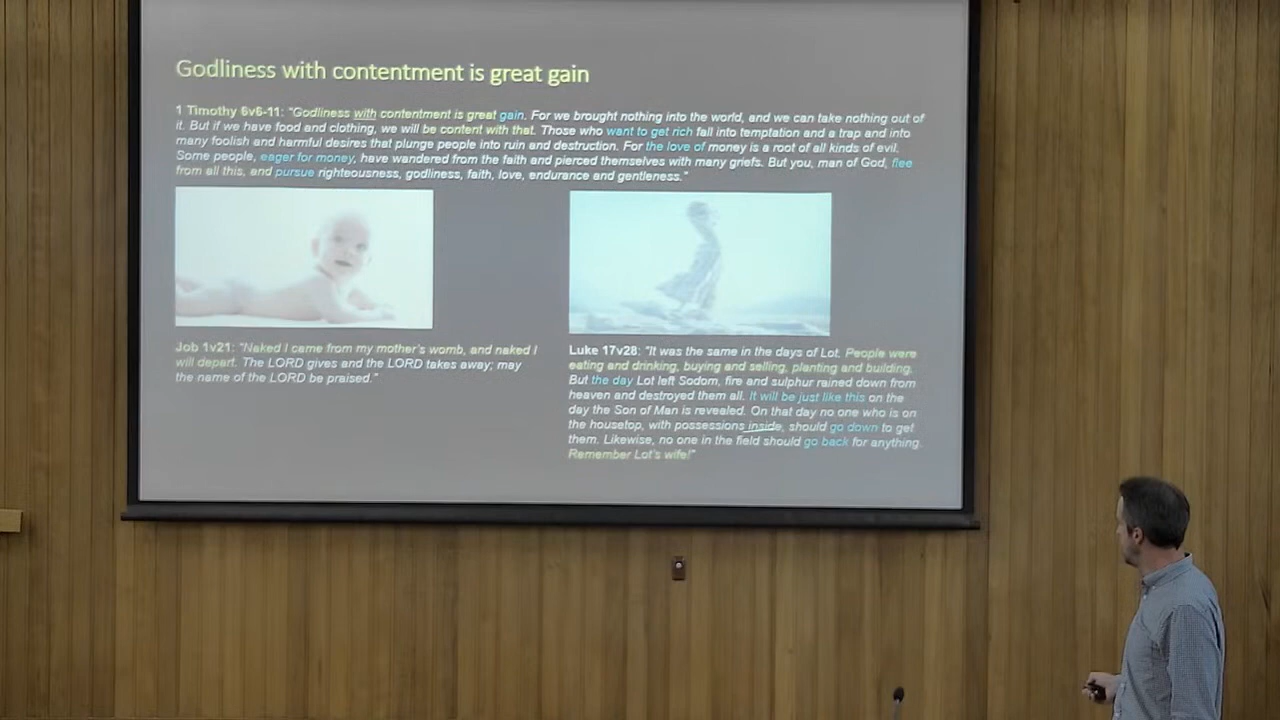 Godliness with contentment is great gain
1 Timothy 6v6-11: "Godliness with contentment is great gain. For we brought nothing into the world, and we can take nothing out of
it. But if we have food and clothing, we will be content with that. Those who want to get rich fall into temptation and a trap and into
many foolish and harmful desires that plunge people into ruin and destruction. For the love of money is a root of all kinds of evil.
Some people, eager for money, have wandered from the faith and pierced themselves with many griefs. But you, man of God, flee
from all this, and pursue righteousness, godliness, faith, love, endurance and gentleness."
Job 1v21: "Naked I came from my mother's womb, and naked I
will depart. The LORD gives and the LORD takes away; may
the name of the LORD be praised."
Luke 17v28: "It was the same in the days of Lot. People were
eating and drinking, buying and selling, planting and building.
But the day Lot left Sodom, fire and sulphur rained down from
heaven and destroyed them all. It will be just like this on the
day the Son of Man is revealed. On that day no one who is on
the housetop, with possessions inside, should go down to get
them. Likewise, no one in the field should go back for anything.
Remember Lot's wife!"